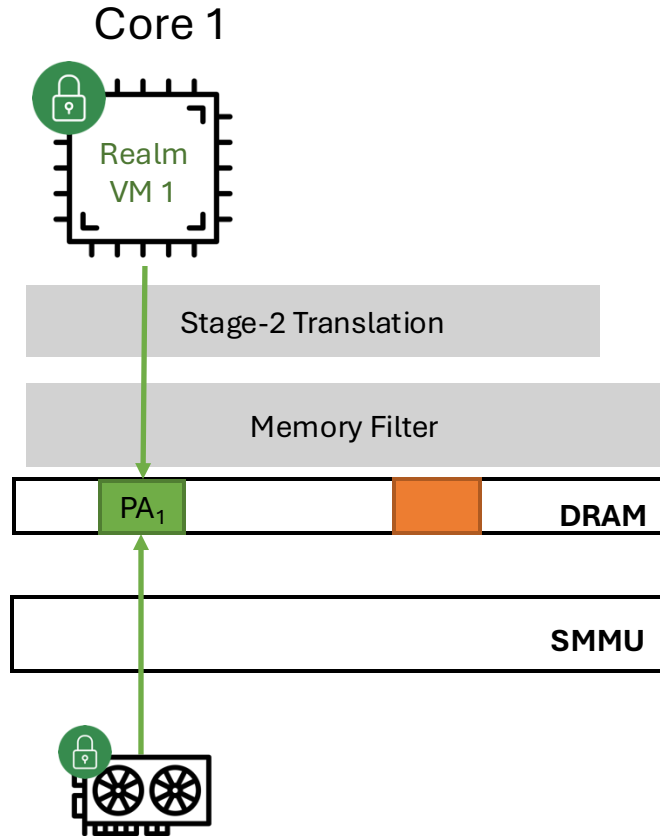 Core 1
Realm
VM 1
Stage-2 Translation
Memory Filter
PA₁
DRAM
SMMU